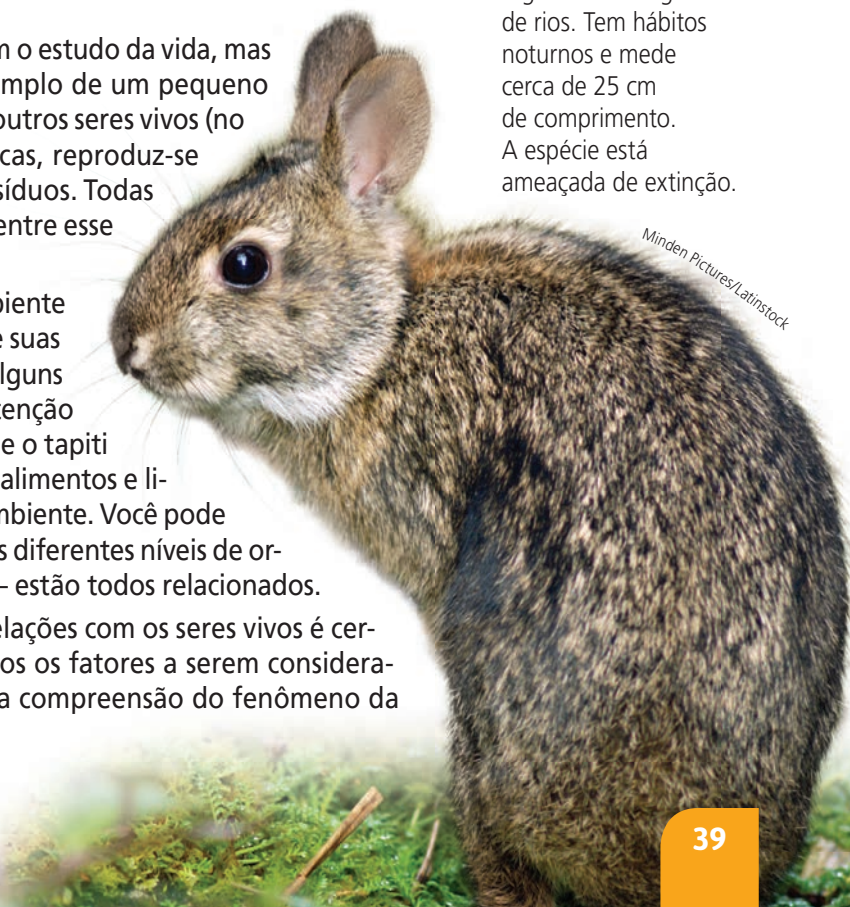 m o estudo da vida, mas
mplo de um pequeno
outros seres vivos (no
cas, reproduz-se
síduos. Todas
entre esse
biente
e suas
lguns
tenção
e o tapiti
alimentos e li-
mbiente. Você pode
s diferentes níveis de or-
– estão todos relacionados.
elações com os seres vivos é cer-
os os fatores a serem considera-
a compreensão do fenômeno da
de rios. Tem hábitos
noturnos e mede
cerca de 25 cm
de comprimento.
A espécie está
ameaçada de extinção.
Minden Pictures/Latinstock
39